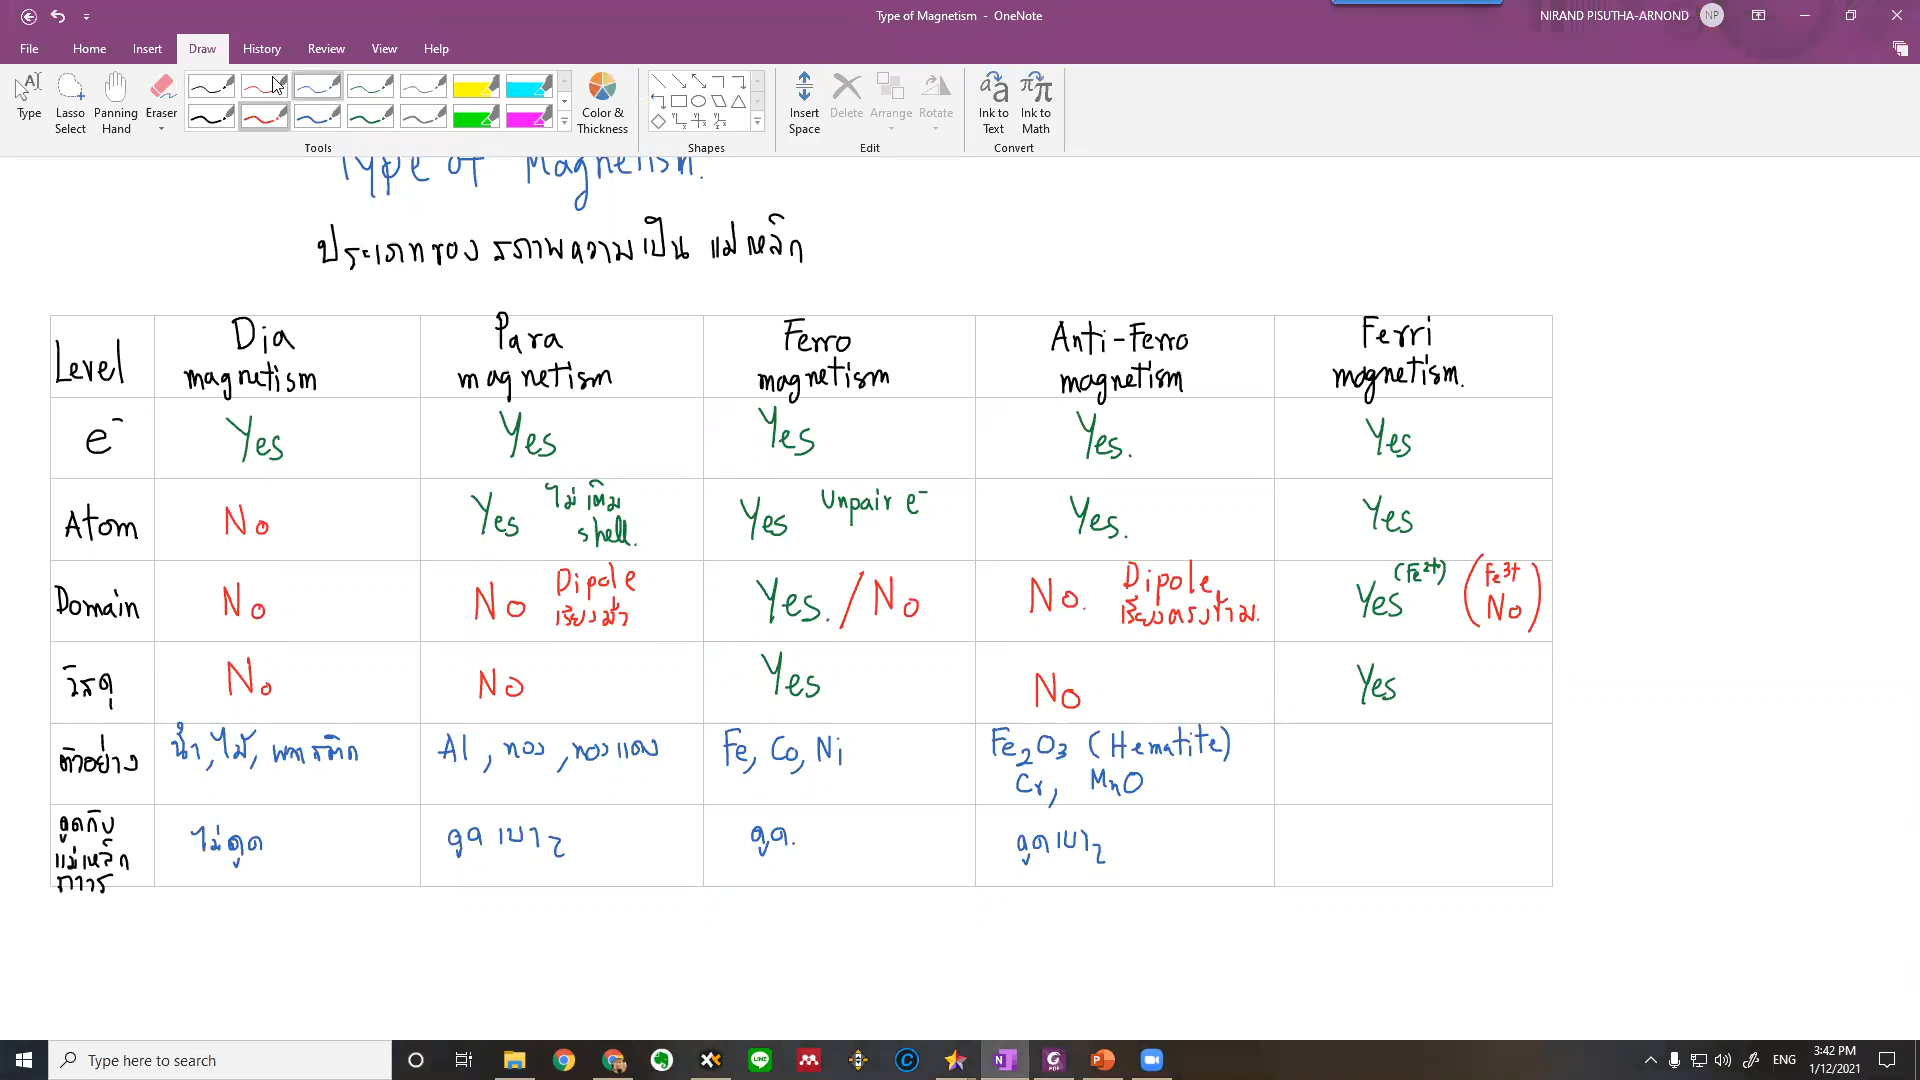 Type of Magnetism - OneNote
NIRAND PISUTHA-ARNOND NP
File Home Insert Draw History Review View Help
Type
Lasso Select
Panning Hand
Eraser
Color & Thickness
Insert Space
Delete
Arrange
Rotate
Ink to Text
Ink to Math
Tools
Shapes
Edit
Convert
Type of Magnetism.
ประเภทของ สภาพความเป็น แม่เหล็ก
Level
Dia magnetism
Para magnetism
Ferro magnetism
Anti-Ferro magnetism
Ferri magnetism.
e⁻ Yes Yes Yes Yes. Yes
Atom No Yes ไม่เต็ม shell. Yes Unpair e⁻ Yes. Yes
Domain No No Dipole เรียงมั่ว Yes. / No No. Dipole เรียงตรงข้าม. Yes (Fe²⁺) (Fe³⁺ No)
วัสดุ No No Yes No Yes
ตัวอย่าง น้ำ, ไม้, พลาสติก Al, ทอง, ทองแดง Fe, Co, Ni Fe₂O₃ (Hematite)
Cr, MnO
ดูดกับ แม่เหล็ก ถาวร ไม่ดูด ดูดเบาๆ ดูด. ดูดเบาๆ
Type here to search
ENG
3:42 PM
1/12/2021